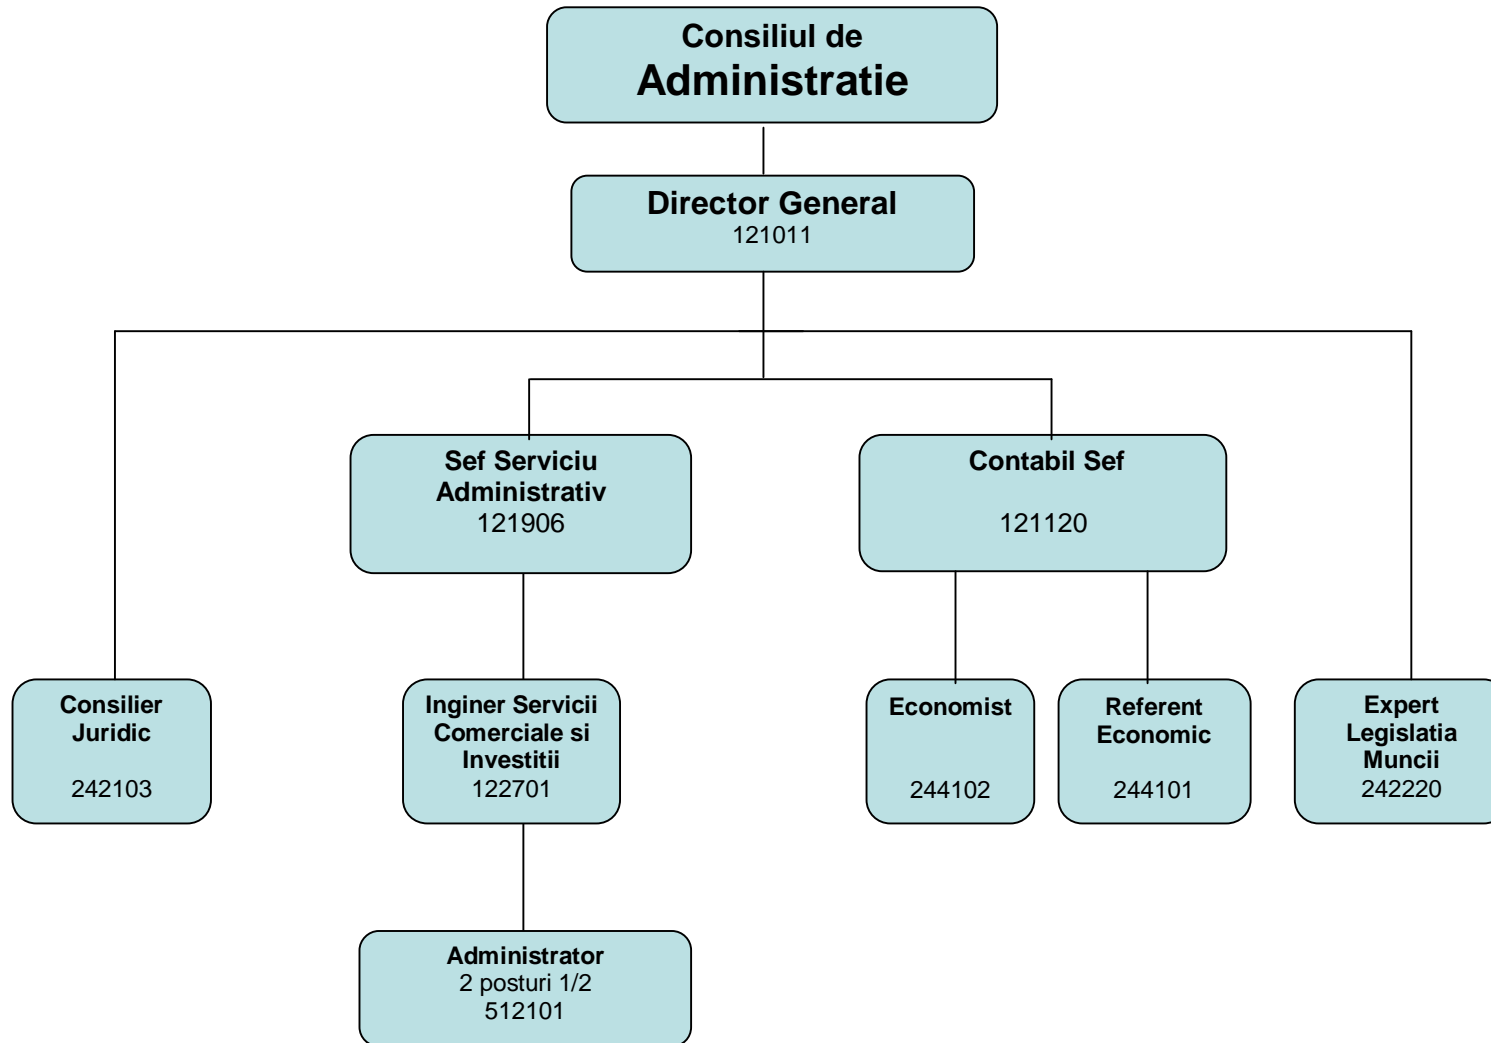 Consiliul de
Administratie
Director General
121011
Sef Serviciu
Administrativ
121906
Contabil Sef
121120
Consilier
Juridic
242103
Inginer Servicii
Comerciale si
Investitii
122701
Economist
244102
Referent
Economic
244101
Expert
Legislatia
Muncii
242220
Administrator
2 posturi 1/2
512101